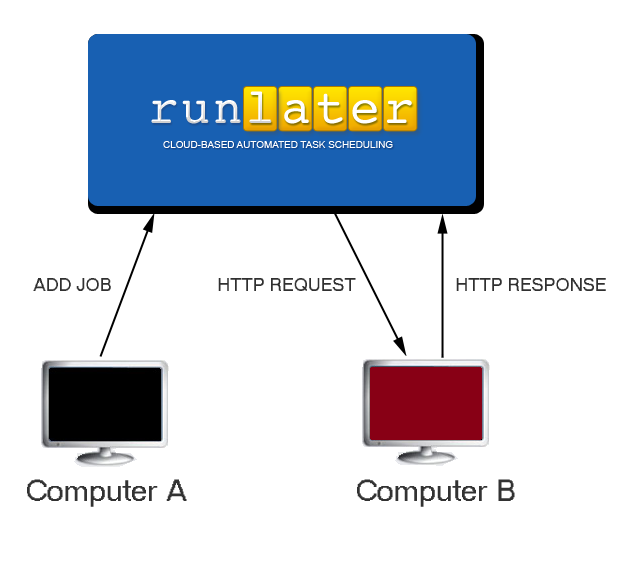 runlater
CLOUD-BASED AUTOMATED TASK SCHEDULING
ADD JOB
HTTP REQUEST
HTTP RESPONSE
Computer A
Computer B